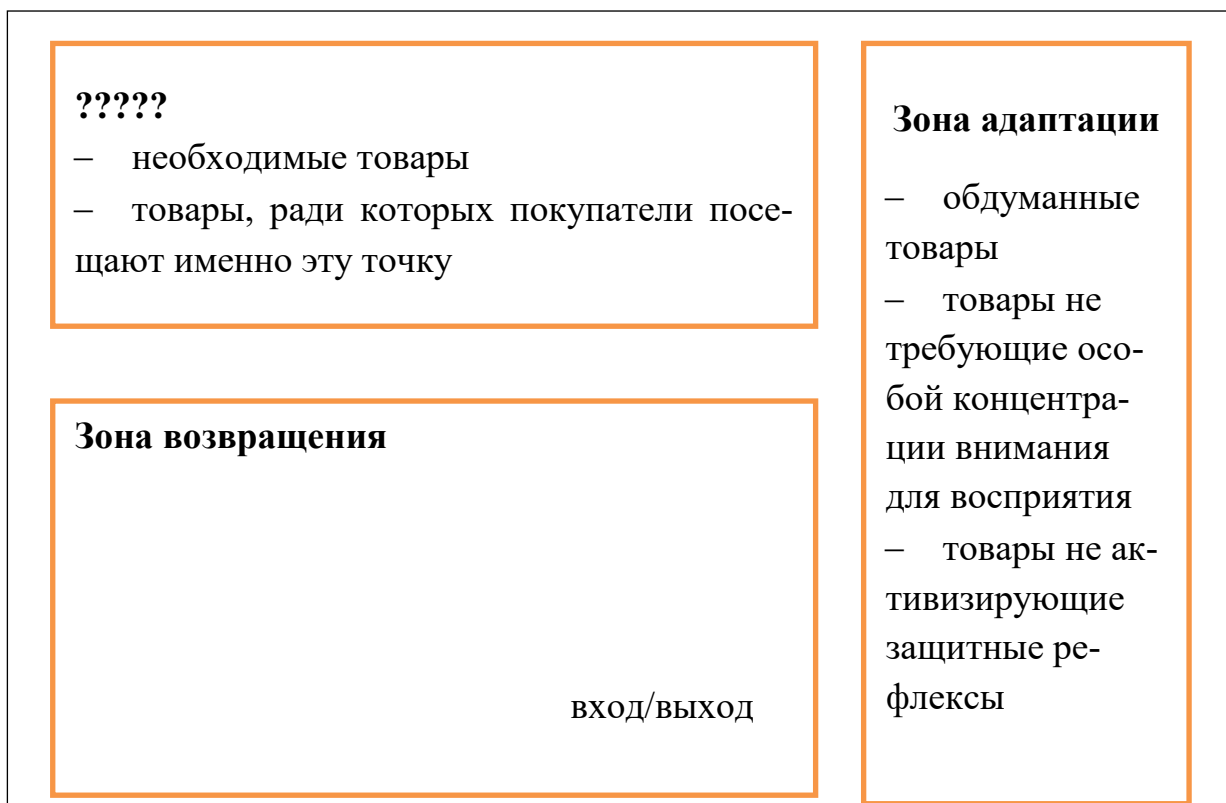 ?????
– необходимые товары
– товары, ради которых покупатели посе-
щают именно эту точку
Зона возвращения
вход/выход
Зона адаптации
– обдуманные
товары
– товары не
требующие осо-
бой концентра-
ции внимания
для восприятия
– товары не ак-
тивизирующие
защитные ре-
флексы